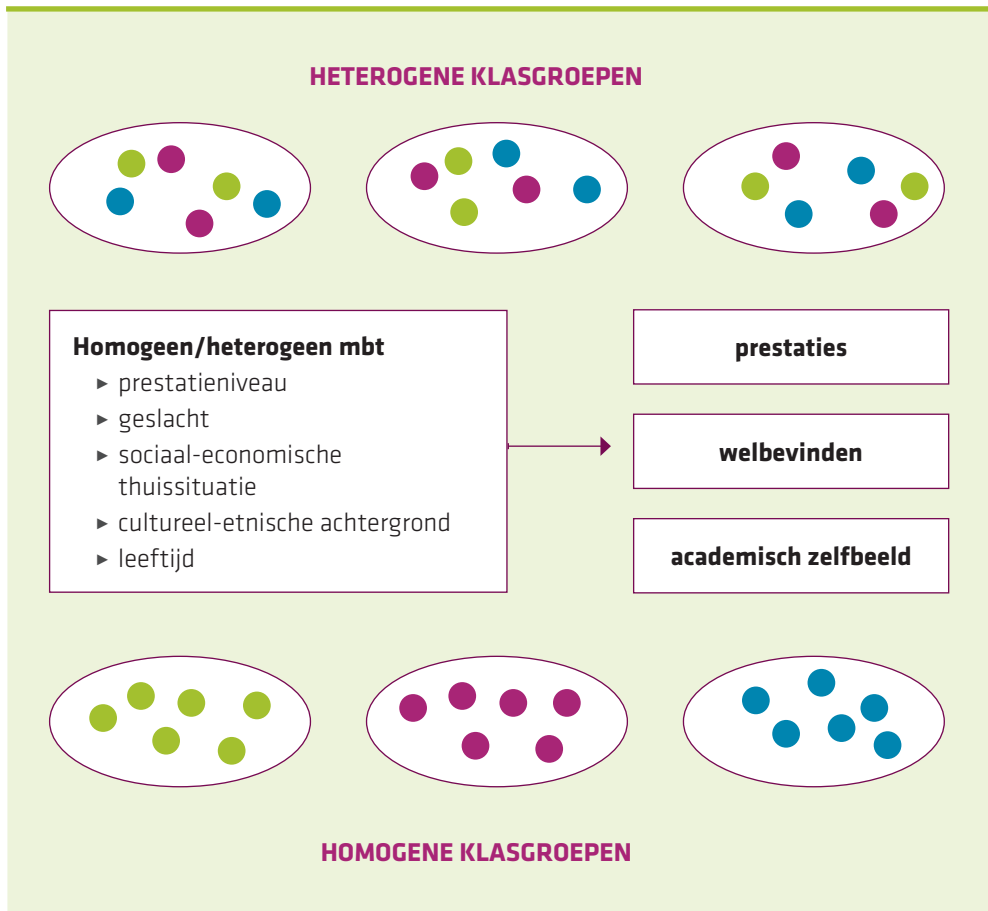 HETEROGENE KLASGROEPEN
Homogeen/heterogeen mbt
▸ prestatieniveau
▸ geslacht
▸ sociaal-economische
thuissituatie
▸ cultureel-etnische achtergrond
▸ leeftijd
prestaties
welbevinden
academisch zelfbeeld
HOMOGENE KLASGROEPEN